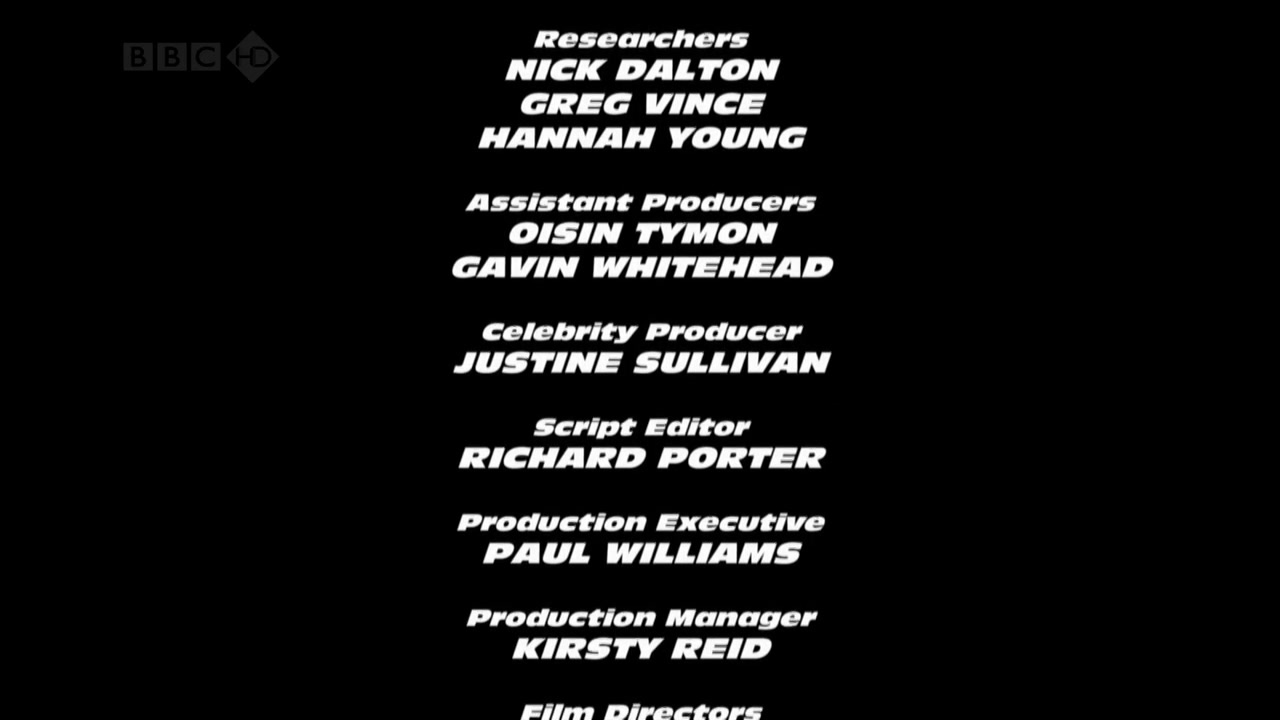 BBC HD
Researchers
NICK DALTON
GREG VINCE
HANNAH YOUNG
Assistant Producers
OISIN TYMON
GAVIN WHITEHEAD
Celebrity Producer
JUSTINE SULLIVAN
Script Editor
RICHARD PORTER
Production Executive
PAUL WILLIAMS
Production Manager
KIRSTY REID
Film Directors